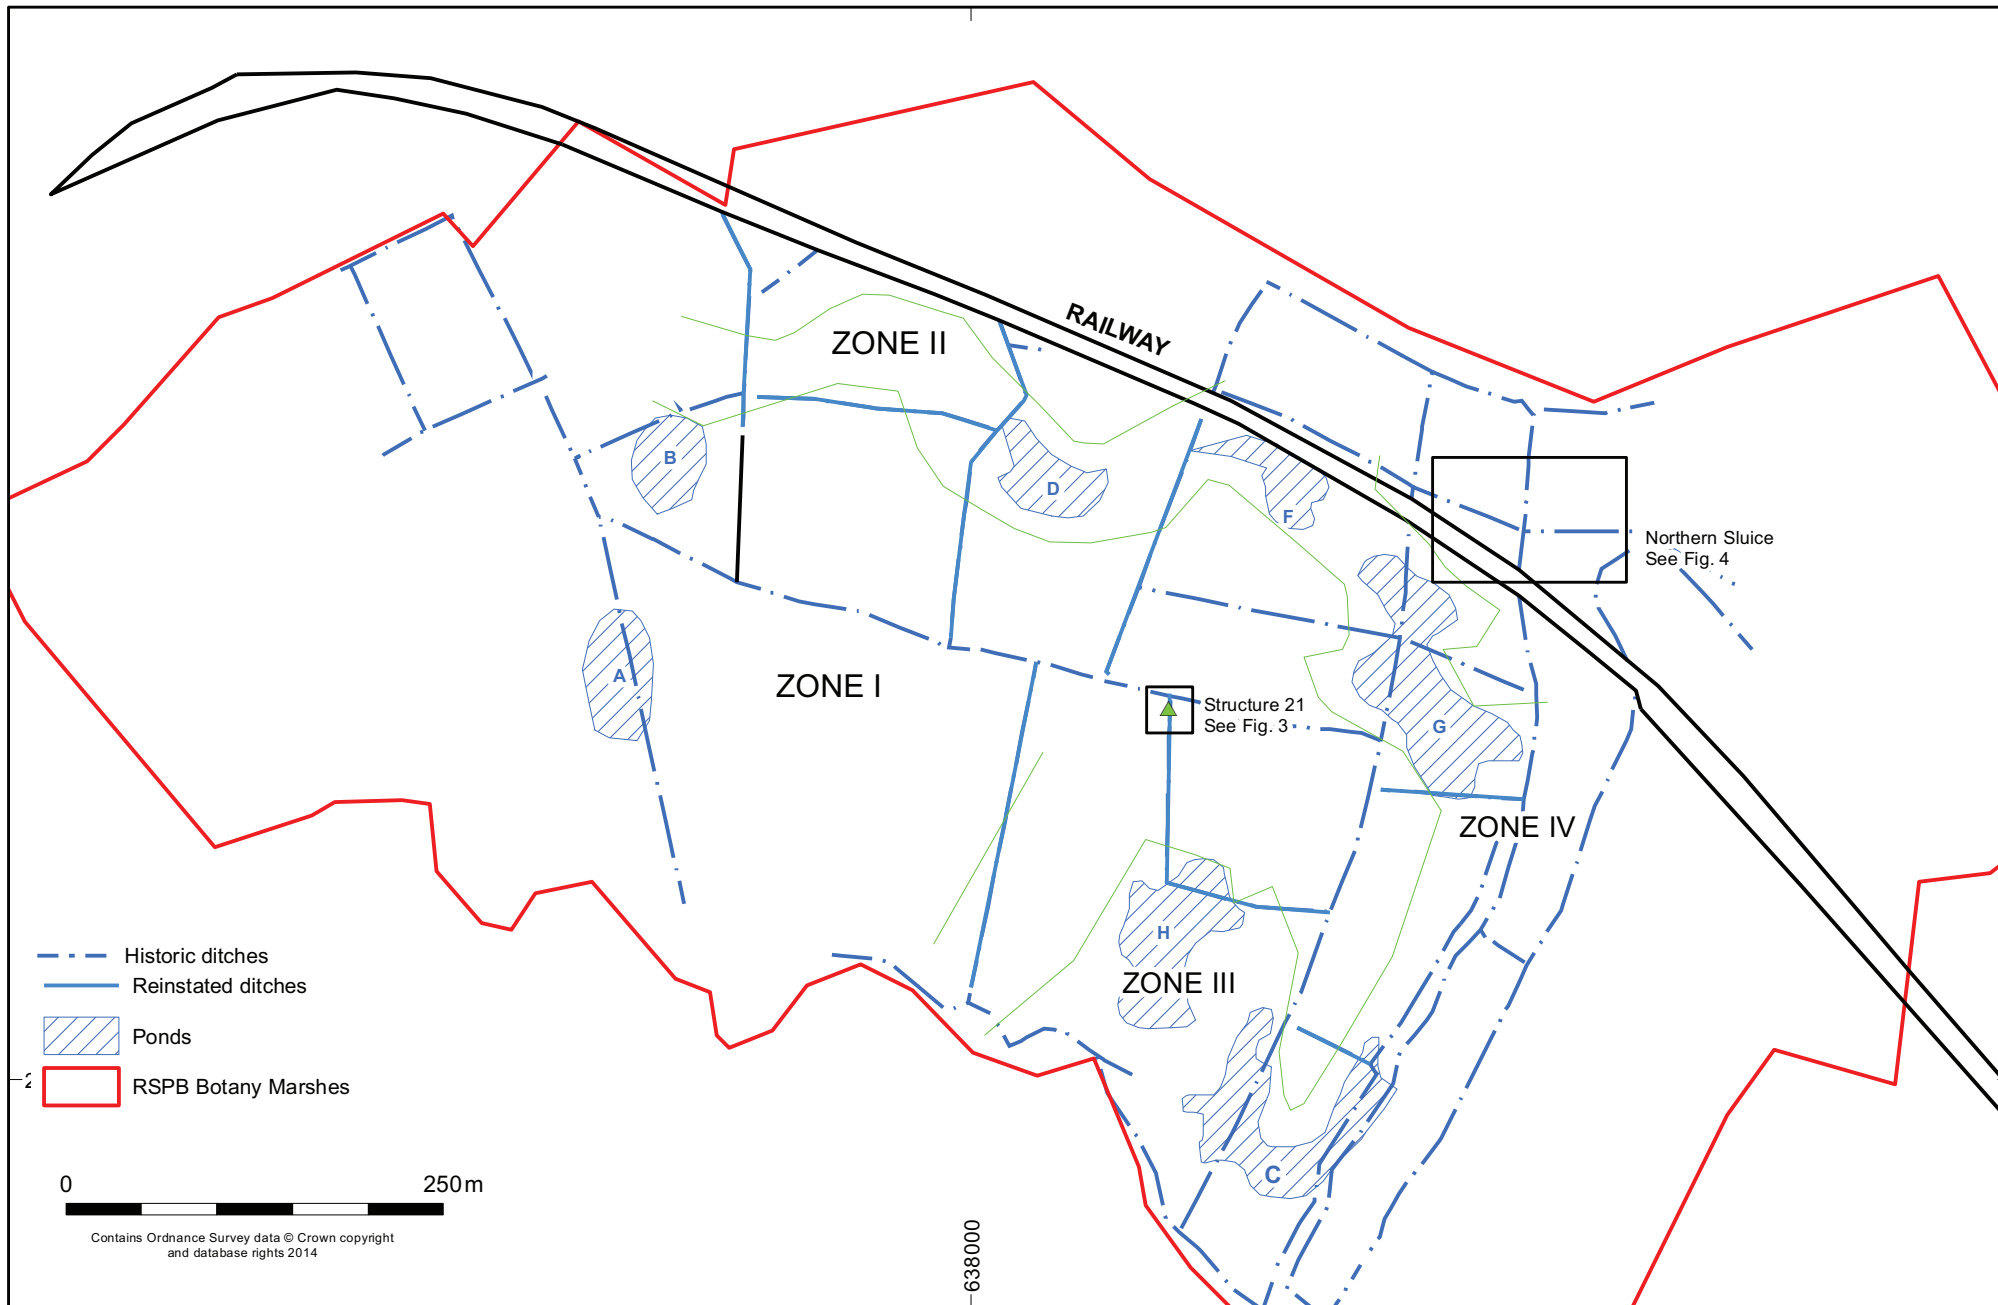 RAILWAY
ZONE II
B
D
F
Northern Sluice
See Fig. 4
A
ZONE I
Structure 21
See Fig. 3
G
ZONE IV
H
ZONE III
C
Historic ditches
Reinstated ditches
Ponds
RSPB Botany Marshes
0 250m
Contains Ordnance Survey data © Crown copyright
and database rights 2014
638000